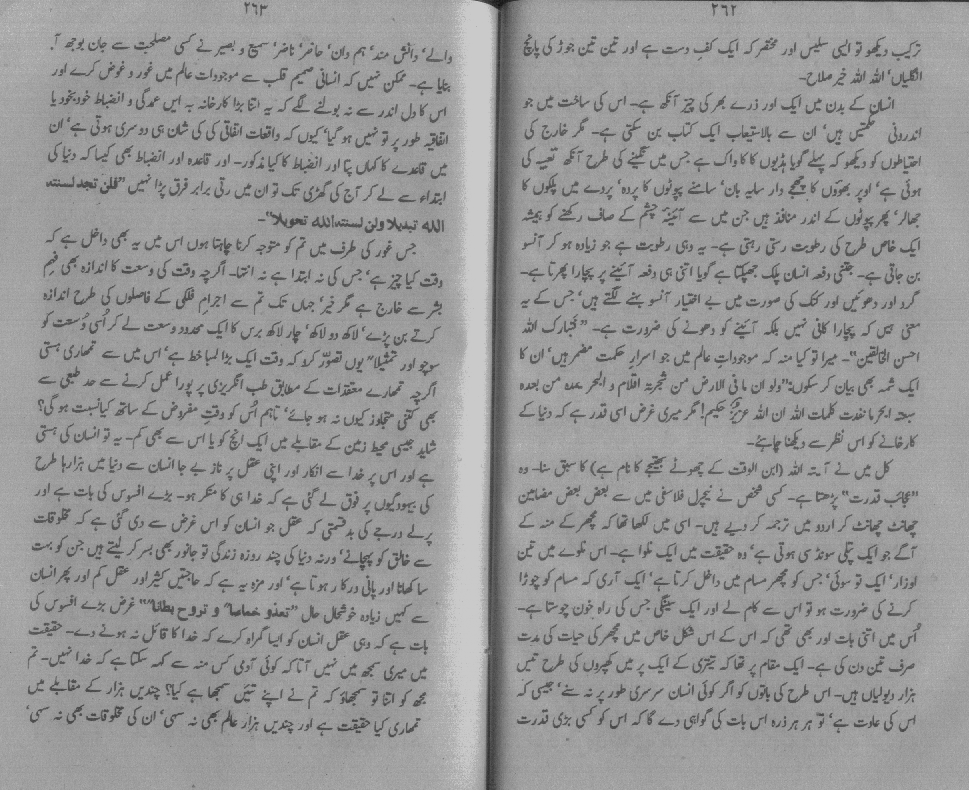 ۲۶۲
ترکیب دیکھو تو ایسی سلیس اور مختصر کہ ایک کف دست ہے اور تین تین جوڑ کی پانچ
انگلیاں، اللہ اللہ خیر صلاح۔
انسان کے بدن میں ایک اور ذرے بھر کی چیز آنکھ ہے۔ اس کی ساخت میں جو
اندرونی حکمتیں ہیں، ان سے بالاستیعاب ایک کتاب بن سکتی ہے۔ مگر خارج کی
احتیاطوں کو دیکھو کہ پہلے گویا ہڈیوں کا کاواک ہے جس میں نگینے کی طرح آنکھ تعبیہ کی
ہوئی ہے، اوپر بھوؤں کا چھجے دار سایہ بان، سامنے پپوٹوں کا پردہ، پردے میں پلکوں کا
جھالر، پھر پپوٹوں کے اندر منافذ ہیں جن میں سے آئینۂ چشم کے صاف رکھنے کو ہمیشہ
ایک خاص طرح کی رطوبت رستی رہتی ہے۔ یہ وہی رطوبت ہے جو زیادہ ہو کر آنسو
بن جاتی ہے۔ جتنی دفعہ انسان پلک جھپکتا ہے گویا اتنی ہی دفعہ آئینے پر پچارا پھرتا ہے۔
گرد اور دھوئیں اور کنک کی صورت میں بے اختیار آنسو بہنے لگتے ہیں، جس کے یہ
معنی ہیں کہ پچارا کافی نہیں بلکہ آئینے کو دھونے کی ضرورت ہے۔ "فتبارک اللہ
احسن الخالقین"۔ میرا تو کیا منہ کہ موجودات عالم میں جو اسرار حکمت مضمر ہیں، ان کا
ایک شمہ بھی بیان کر سکوں: "ولو ان ما فی الارض من شجرۃ اقلام و البحر یمدہ من بعدہ
سبعتہ ابحر ما نفدت کلمات اللہ ان اللہ عزیزٌ حکیم! مگر میری غرض اسی قدر ہے کہ دنیا کے
کارخانے کو اس نظر سے دیکھنا چاہئے۔
کل میں نے آیۃ اللہ (ابن الوقت کے چھوٹے بھتیجے کا نام ہے) کا سبق سنا۔ وہ
"عجائب قدرت" پڑھتا ہے۔ کسی شخص نے نیچرل فلاسفی میں سے بعض بعض مضامین
چھانٹ چھانٹ کر اردو میں ترجمہ کر دیے ہیں۔ اسی میں لکھا تھا کہ مچھر کے منہ کے
آگے جو ایک پتلی سونڈ سی ہوتی ہے، وہ حقیقت میں ایک ملوا ہے۔ اس ملوے میں تین
اوزار، ایک تو سوئی، جس کو مچھر مسام میں داخل کرتا ہے، ایک آری کہ مسام کو چوڑا
کرنے کی ضرورت ہو تو اس سے کام لے اور ایک سینگی جس کی راہ خون چوستا ہے۔
اُس میں اتنی بات اور بھی تھی کہ اس کے اس شکل خاص میں مچھر کی حیات کی مدت
صرف تین دن کی ہے۔ ایک مقام پر تھا کہ تیتری کے ایک پر میں کھپروں کی طرح تیس
ہزار دیولیاں ہیں۔ اس طرح کی باتوں کو اگر کوئی انسان سرسری طور پر نہ سنے، جیسی کہ
اس کی عادت ہے، تو ہر ہر ذرہ اس بات کی گواہی دے گا کہ اس کو کسی بڑی قدرت
۲۶۳
والے، دانش مند، ہم دان، حاضر، ناضر، سمیع و بصیر نے کسی مصلحت سے جان بوجھ
بنایا ہے۔ ممکن نہیں کہ انسانی صمیم قلب سے موجودات عالم میں غور و غوض کرے اور
اس کا دل اندر سے نہ بولنے لگے کہ یہ اتنا بڑا کارخانہ بہ ایں عمدگی و انضباط خودبخود یا
اتفاقیہ طور پر تو نہیں ہو گیا، کیوں کہ واقعات اتفاقی کی کی شان ہی دوسری ہوتی ہے، ان
میں قاعدے کا کہاں پتا اور انضباط کا کیا مذکور۔ اور قاعدہ اور انضباط بھی کیسا کہ دنیا کی
ابتداء سے لے کر آج کی گھڑی تک تو ان میں رتی برابر فرق پڑا نہیں "فلن تجد لسنتہ
اللہ تبدیلا ولن لسنتہ اللہ تحویلا"۔
جس غور کی طرف میں تم کو متوجہ کرنا چاہتا ہوں اس میں یہ بھی داخل ہے کہ
وقت کیا چیز ہے، جس کی نہ ابتدا ہے نہ انتہا۔ اگرچہ وقت کی وسعت کا اندازہ بھی فہم
بشر سے خارج ہے مگر خیر، جہاں تک تم سے اجرام فلکی کے فاصلوں کی طرح اندازہ
کرتے بن پڑے، لاکھ دو لاکھ، چار لاکھ برس کا ایک محدود وسعت لے کر اُسی وُسعت کو
سوچو اور تمثیلاً یوں تصوّر کرو کہ وقت ایک بڑا لمبا خط ہے، اس میں سے تمھاری ہستی
اگرچہ تمھارے معتقدات کے مطابق طب انگریزی پر پورا عمل کرنے سے حد طبعی سے
بھی کتنی متجاوز کیوں نہ ہو جائے، تاہم اُس کو وقتِ مفروض کے ساتھ کیا نسبت ہو گی؟
شاید جیسی محیط زمین کے مقابلے میں ایک انچ کو یا اس سے بھی کم۔ یہ تو انسان کی ہستی
ہے اور اس پر خدا سے انکار اور اپنی عقل پر ناز بے جا انسان سے دنیا میں ہزارہا طرح
کی بیہودگیوں پر فوق لے گئی ہے کہ خدا ہی کا منکر ہو۔ بڑے افسوس کی بات ہے اور
پرلے درجے کی بدقسمتی کہ عقل جو انسان کو اس غرض سے دی گئی ہے کہ مخلوقات
سے خالق کو پہچانے، ورنہ دنیا کی چند روزہ زندگی تو جانور بھی بسر کر لیتے ہیں جن کو بہت
سا کھانا اور پانی درکار ہوتا ہے، اور مزہ یہ ہے کہ حاجتیں کثیر اور عقل کم اور پھر انسان
سے کہیں زیادہ خوشحال حال "تعذو خماصا" و تروح بطانا" غرض بڑے افسوس کی
بات ہے کہ وہی عقل انسان کو ایسا گمراہ کرے کہ خدا کا قائل نہ ہونے دے۔ حقیقت
میں میری سمجھ میں نہیں آتا کہ کوئی آدمی کس منہ سے کہہ سکتا ہے کہ خدا نہیں۔ تم
مجھ کو اتنا تو سمجھاؤ کہ تم نے اپنے تئیں سمجھا ہے کیا؟ چندیں ہزار کے مقابلے میں
تمھاری کیا حقیقت ہے اور چندیں ہزار عالم بھی نہ سہی، ان کی مخلوقات بھی نہ سہی،